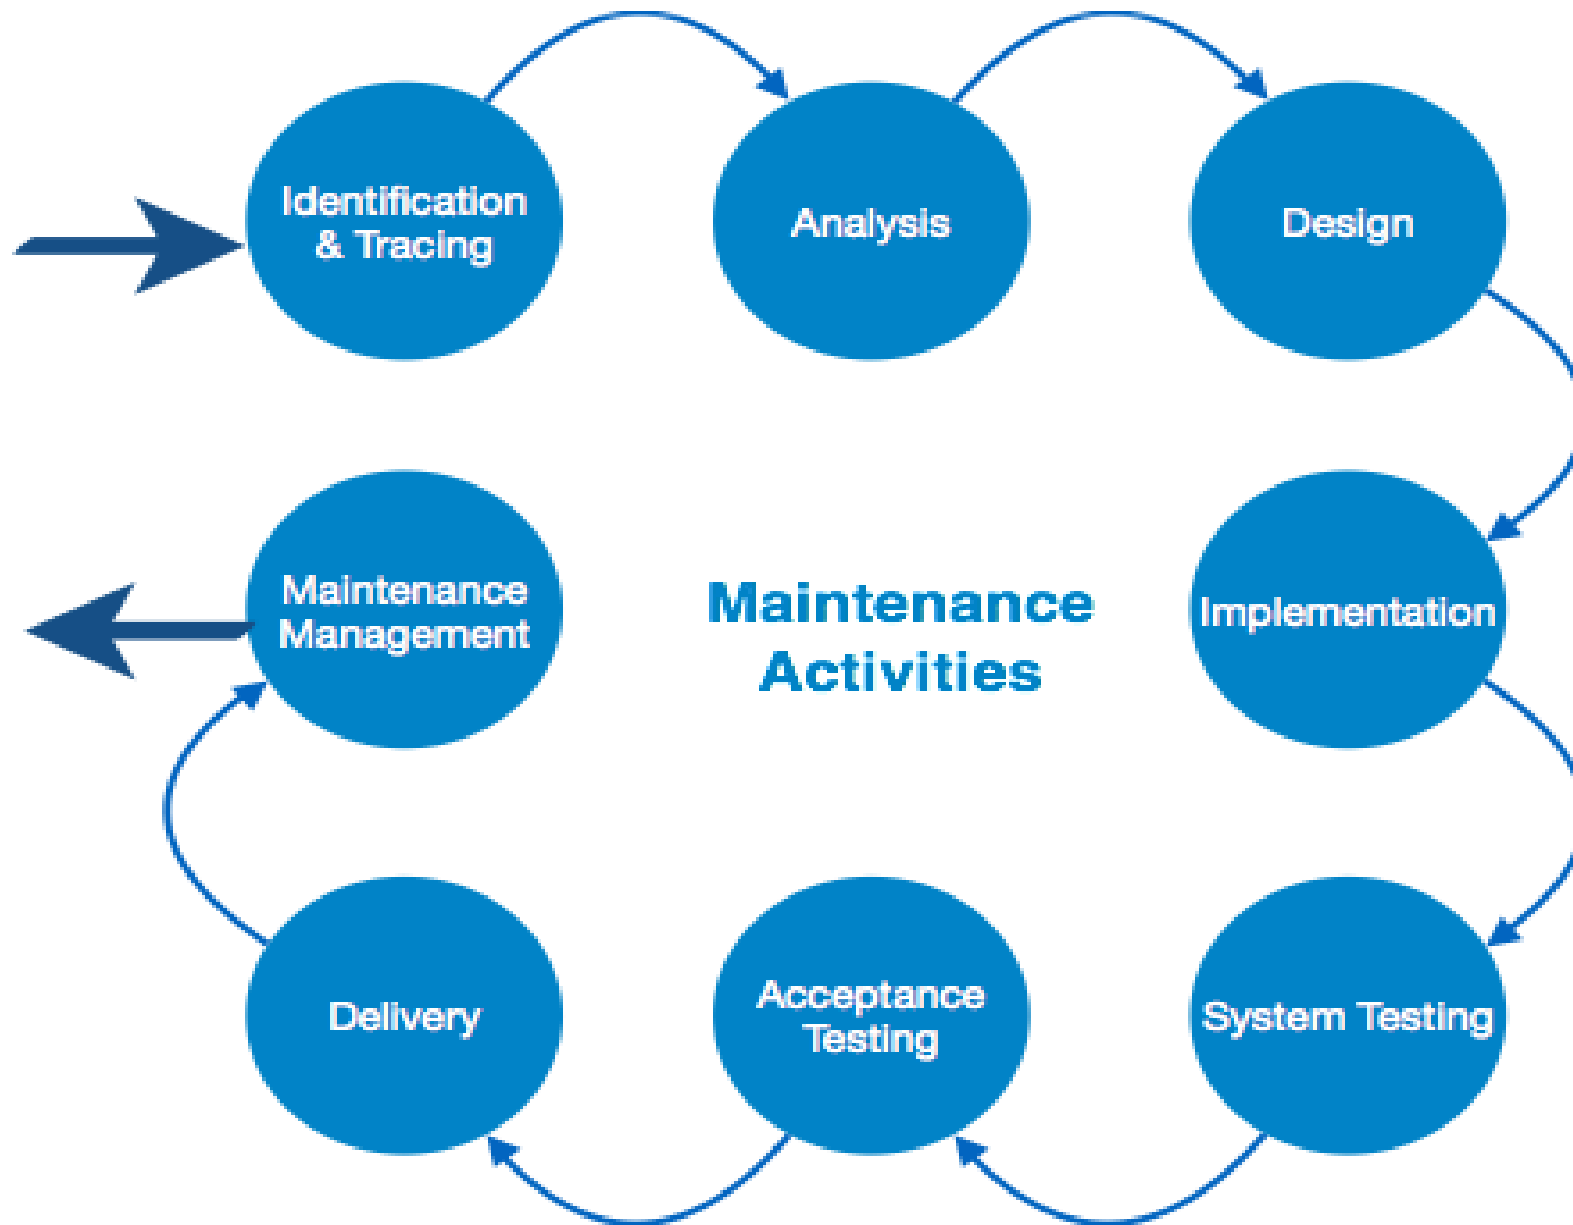 Identification
& Tracing
Analysis
Design
Maintenance
Management
Maintenance
Activities
Implementation
Delivery
Acceptance
Testing
System Testing